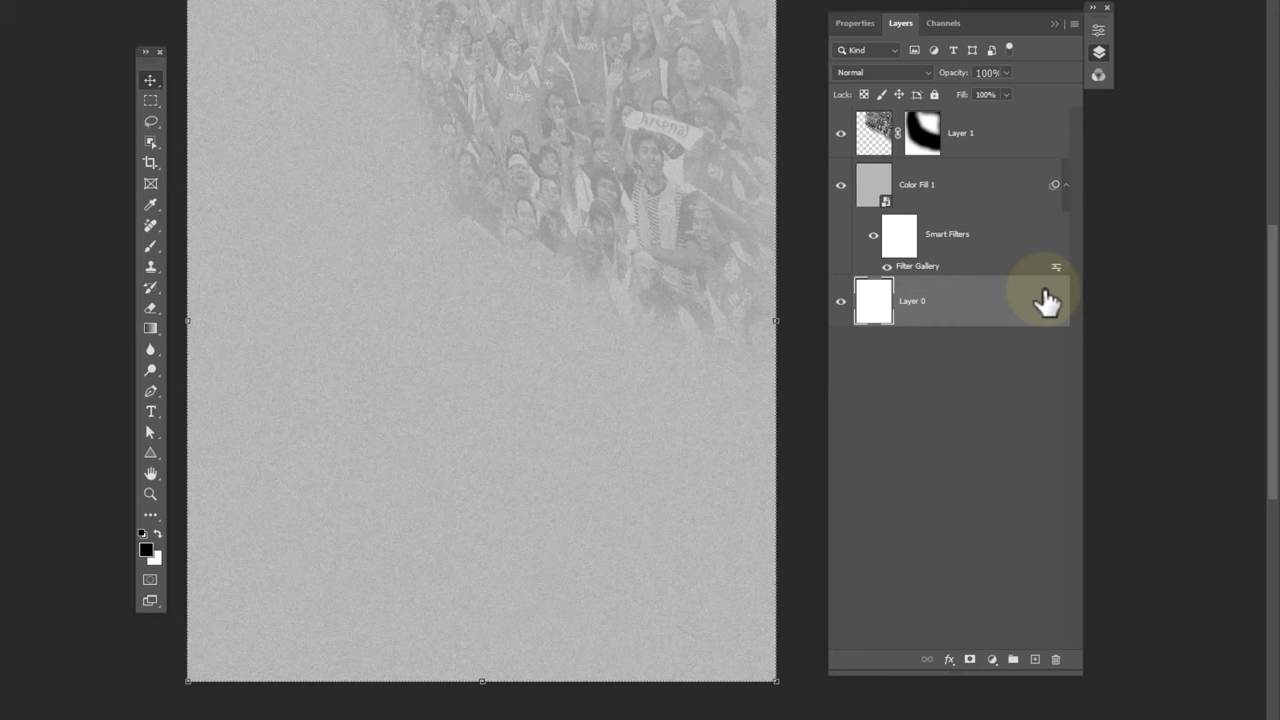 Properties Layers Channels
Kind
Normal Opacity: 100%
Lock: Fill: 100%
Layer 1
Color Fill 1
Smart Filters
Filter Gallery
Layer 0
Arsenal
T
T
fx